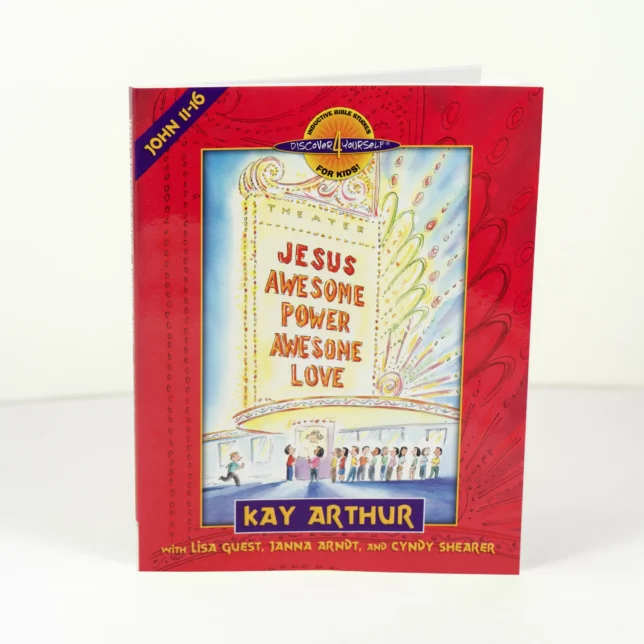 JOHN 11-16
INDUCTIVE BIBLE STUDIES
DISCOVER 4 YOURSELF®
FOR KIDS!
THEATER
JESUS
AWESOME
POWER
AWESOME
LOVE
KAY ARTHUR
WITH LISA GUEST, JANNA ARNDT, AND CYNDY SHEARER